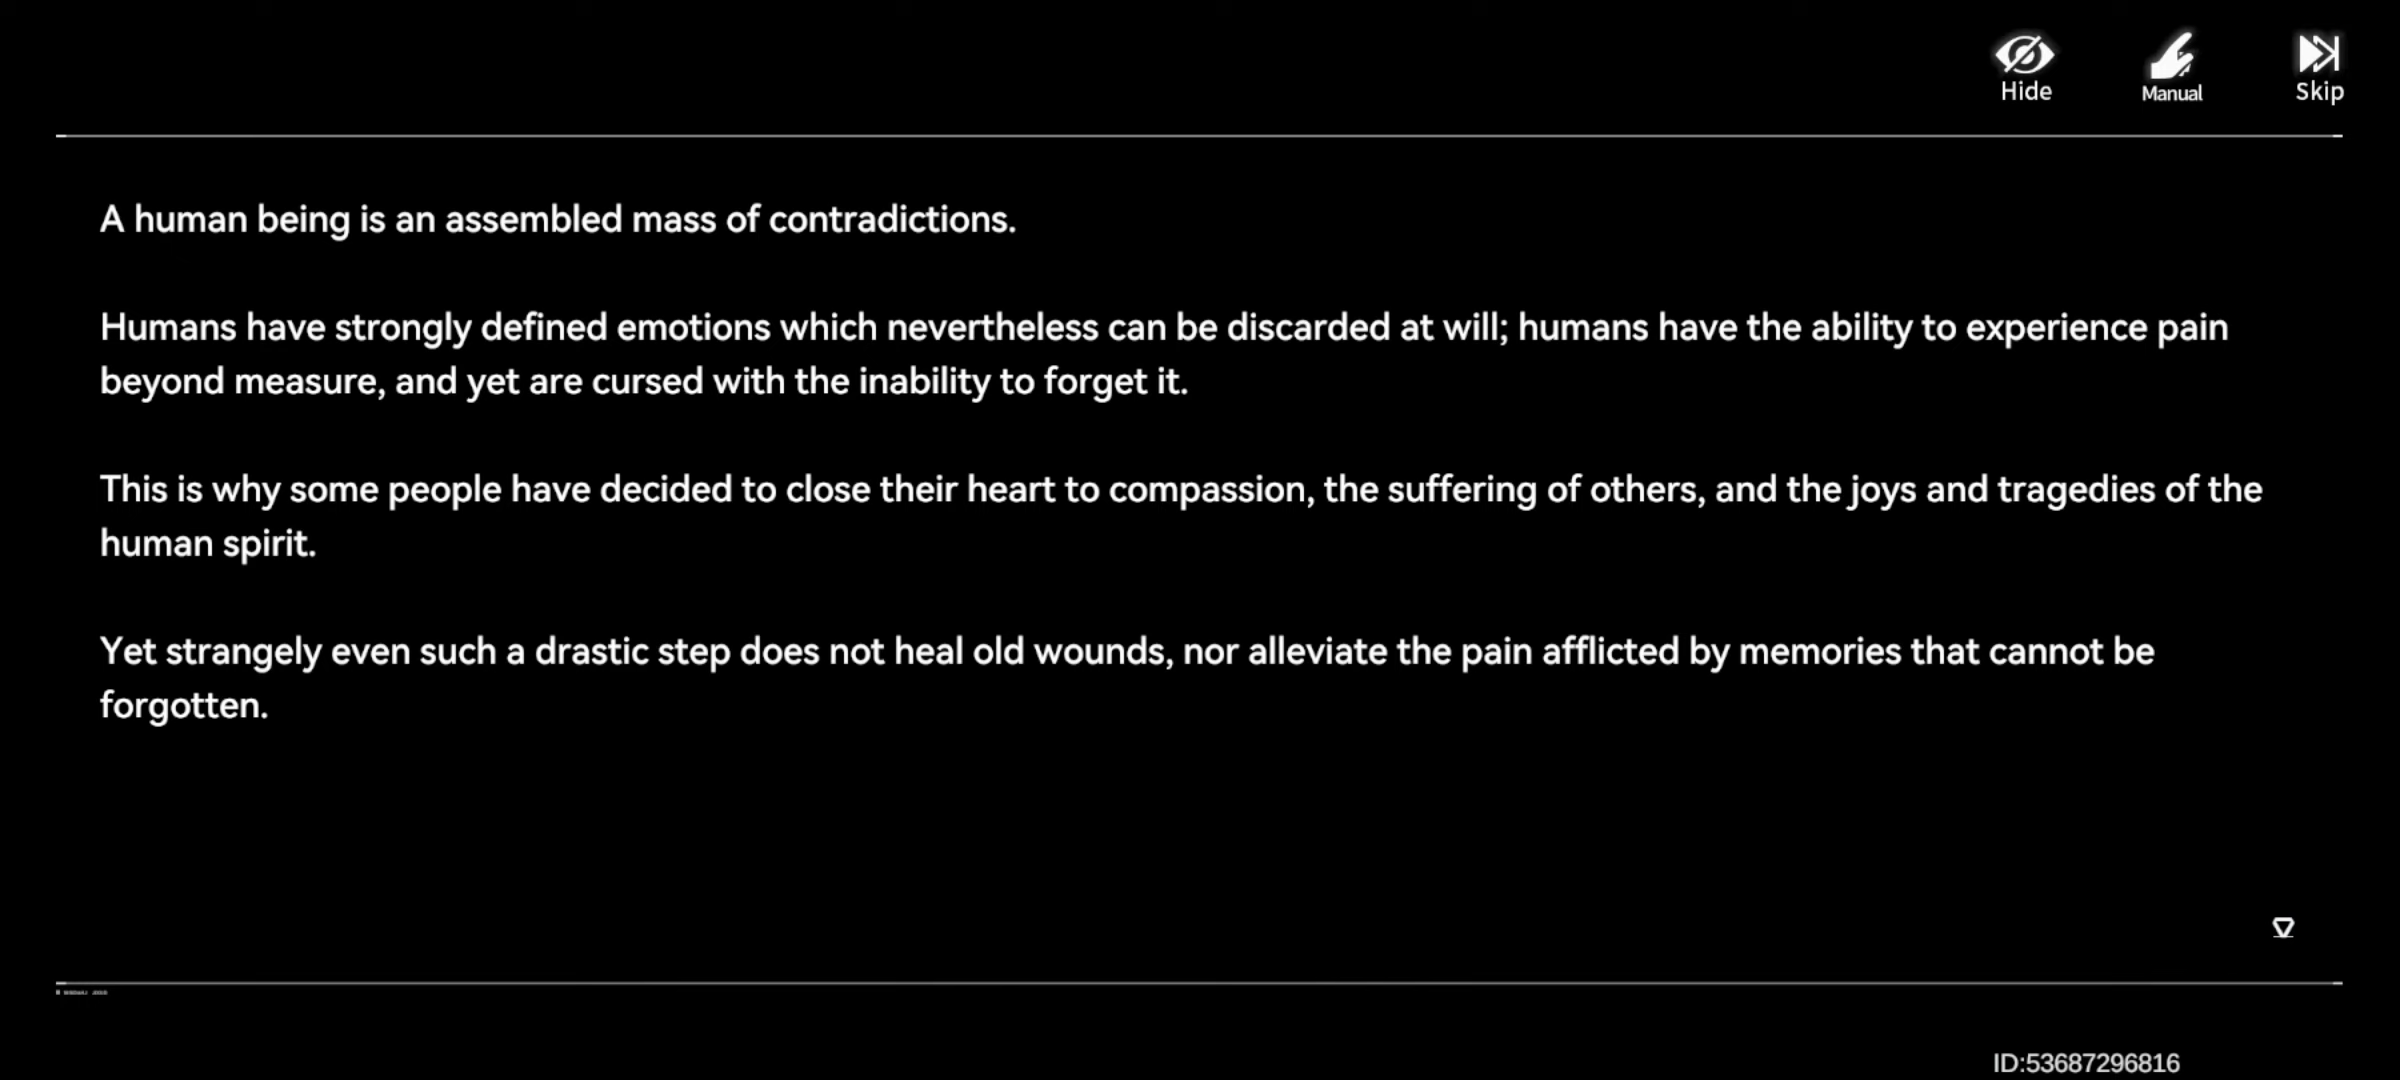 Hide
Manual
Skip
A human being is an assembled mass of contradictions.
Humans have strongly defined emotions which nevertheless can be discarded at will; humans have the ability to experience pain
beyond measure, and yet are cursed with the inability to forget it.
This is why some people have decided to close their heart to compassion, the suffering of others, and the joys and tragedies of the
human spirit.
Yet strangely even such a drastic step does not heal old wounds, nor alleviate the pain afflicted by memories that cannot be
forgotten.
ID:53687296816